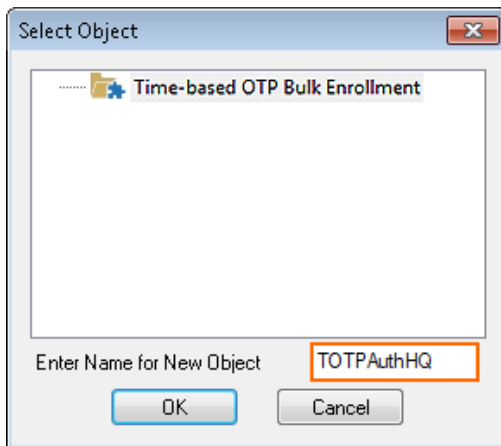 Select Object
Time-based OTP Bulk Enrollment
Enter Name for New Object TOTPAuthHQ
OK Cancel